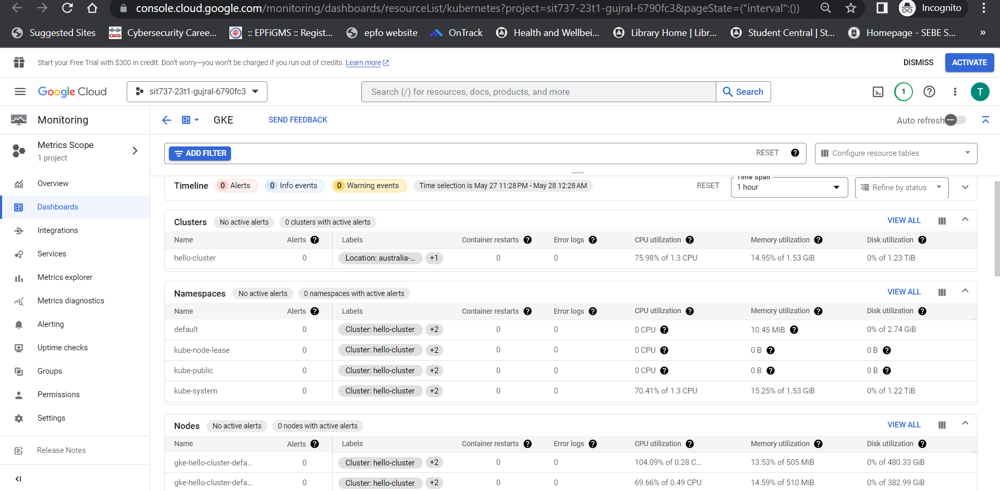 console.cloud.google.com/monitoring/dashboards/resourceList/kubernetes?project=sit737-23t1-gujral-6790fc3&pageState=("interval":()) Incognito
Suggested Sites Cybersecurity Caree... :: EPFiGMS :: Regist... epfo website OnTrack Health and Wellbei... Library Home | Libr... Student Central | St... Homepage - SEBE S... »
Start your Free Trial with $300 in credit. Don't worry—you won't be charged if you run out of credits. Learn more DISMISS ACTIVATE
Google Cloud sit737-23t1-gujral-6790fc3 Search (/) for resources, docs, products, and more Search 1 T
Monitoring GKE SEND FEEDBACK Auto refresh
Metrics Scope
1 project
Overview
Dashboards
Integrations
Services
Metrics explorer
Metrics diagnostics
Alerting
Uptime checks
Groups
Permissions
Settings
Release Notes
ADD FILTER RESET Configure resource tables
Timeline 0 Alerts 0 Info events 0 Warning events Time selection is May 27 11:28 PM - May 28 12:28 AM RESET Time Span 1 hour Refine by status
Clusters No active alerts 0 clusters with active alerts VIEW ALL
Name Alerts Labels Container restarts Error logs CPU utilization Memory utilization Disk utilization
hello-cluster 0 Location: australia-... +1 0 0 75.98% of 1.3 CPU 14.95% of 1.53 GiB 0% of 1.23 TiB
Namespaces No active alerts 0 namespaces with active alerts VIEW ALL
Name Alerts Labels Container restarts Error logs CPU utilization Memory utilization Disk utilization
default 0 Cluster: hello-cluster +2 0 0 0 CPU 10.45 MiB 0% of 2.74 GiB
kube-node-lease 0 Cluster: hello-cluster +2 0 0 0 CPU 0 B 0 B
kube-public 0 Cluster: hello-cluster +2 0 0 0 CPU 0 B 0 B
kube-system 0 Cluster: hello-cluster +2 0 0 70.41% of 1.3 CPU 15.25% of 1.53 GiB 0% of 1.22 TiB
Nodes No active alerts 0 nodes with active alerts VIEW ALL
Name Alerts Labels Container restarts Error logs CPU utilization Memory utilization Disk utilization
gke-hello-cluster-defa... 0 Cluster: hello-cluster +2 0 0 104.09% of 0.28 C... 13.53% of 505 MiB 0% of 480.33 GiB
gke-hello-cluster-defa... 0 Cluster: hello-cluster +2 0 0 69.66% of 0.49 CPU 14.59% of 510 MiB 0% of 382.99 GiB